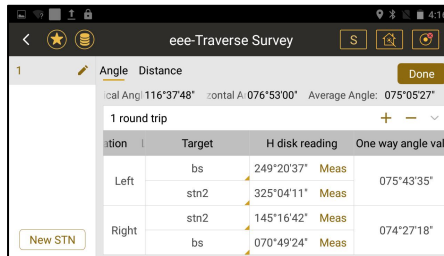 4:16
eee-Traverse Survey
S
1
Angle Distance
Done
ical Angl 116°37'48" zontal A 076°53'00" Average Angle: 075°05'27"
1 round trip
ation Target H disk reading One way angle val
Left
bs 249°20'37" Meas
075°43'35"
stn2 325°04'11" Meas
Right
stn2 145°16'42" Meas
074°27'18"
bs 070°49'24" Meas
New STN